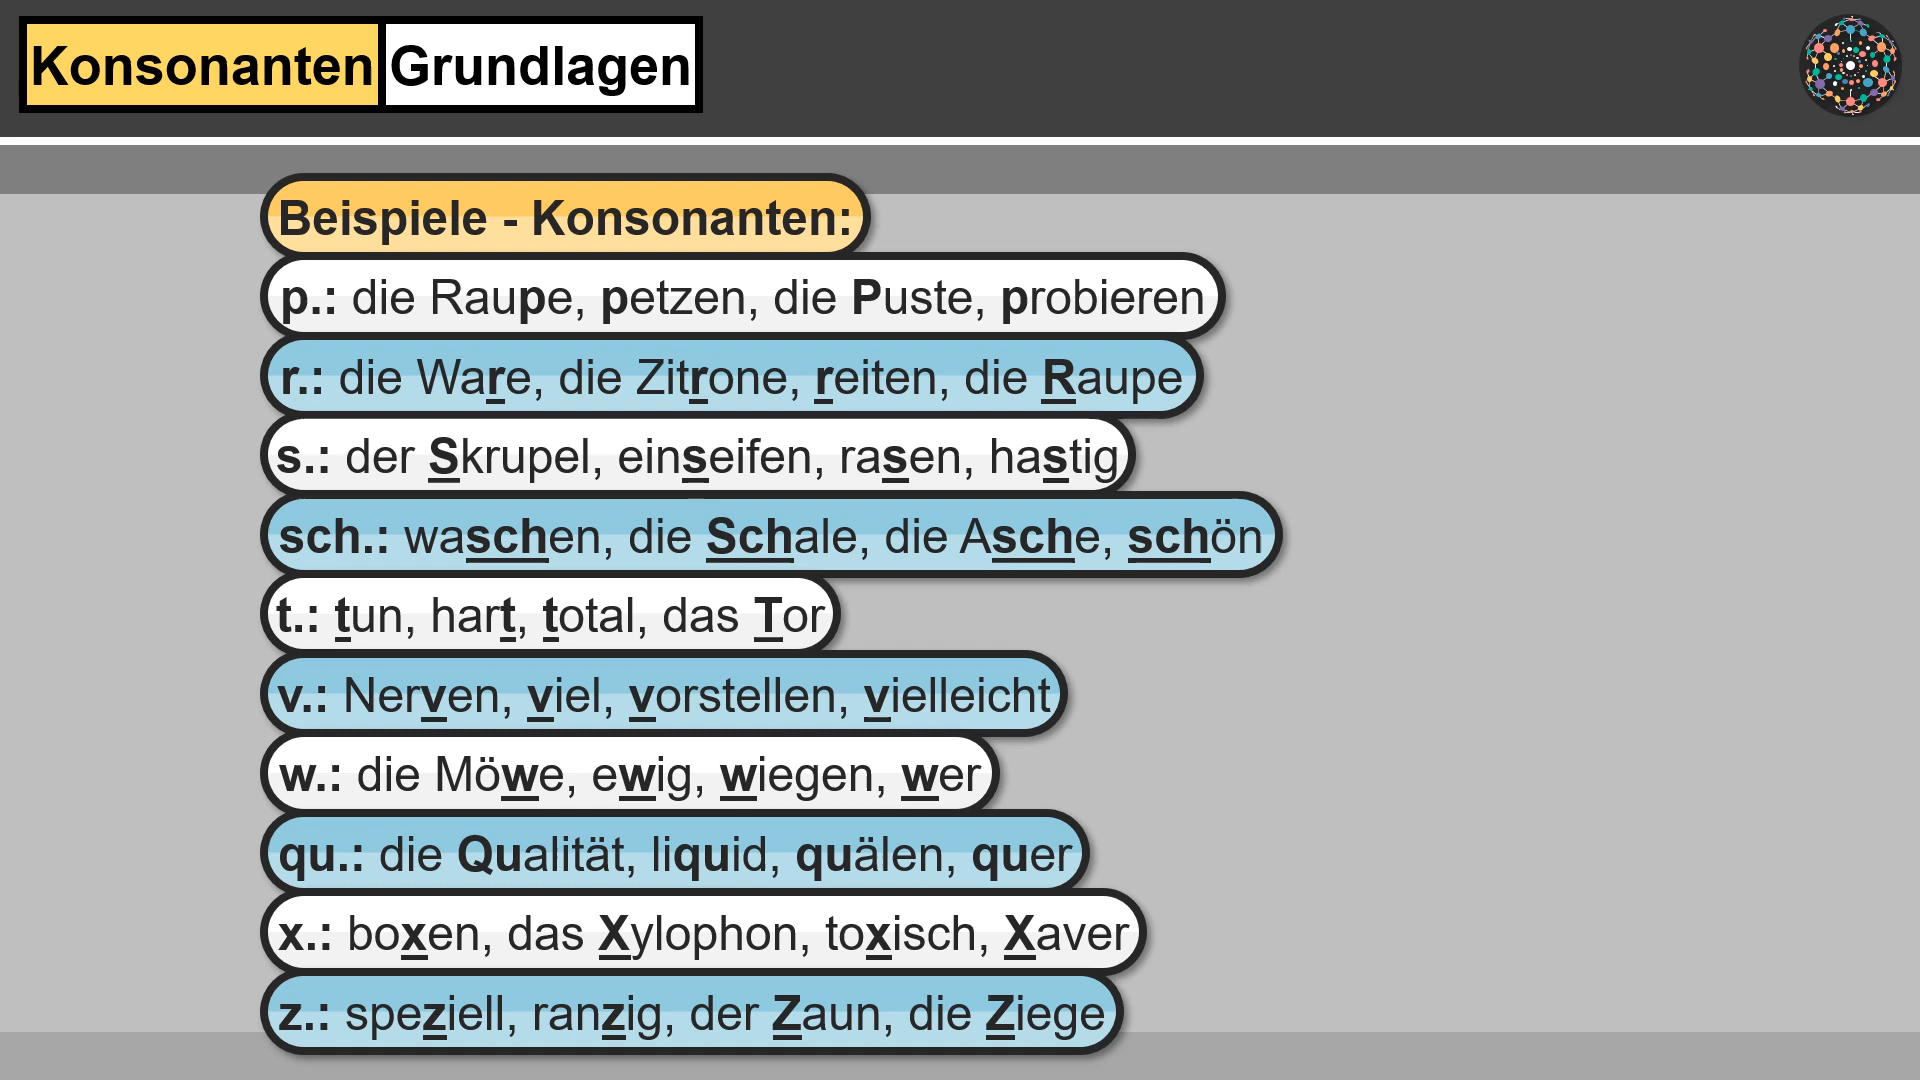 Konsonanten Grundlagen
Beispiele - Konsonanten:
p.: die Raupe, petzen, die Puste, probieren
r.: die Ware, die Zitrone, reiten, die Raupe
s.: der Skrupel, einseifen, rasen, hastig
sch.: waschen, die Schale, die Asche, schön
t.: tun, hart, total, das Tor
v.: Nerven, viel, vorstellen, vielleicht
w.: die Möwe, ewig, wiegen, wer
qu.: die Qualität, liquid, quälen, quer
x.: boxen, das Xylophon, toxisch, Xaver
z.: speziell, ranzig, der Zaun, die Ziege